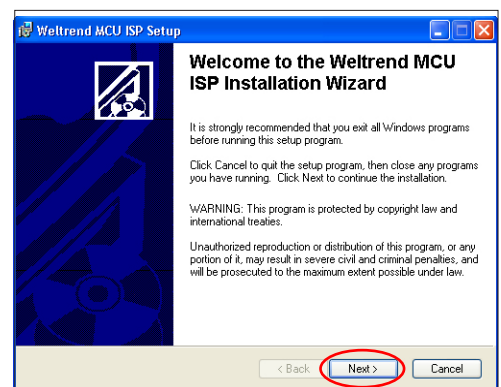 Weltrend MCU ISP Setup
Welcome to the Weltrend MCU
ISP Installation Wizard
It is strongly recommended that you exit all Windows programs
before running this setup program.
Click Cancel to quit the setup program, then close any programs
you have running. Click Next to continue the installation.
WARNING: This program is protected by copyright law and
international treaties.
Unauthorized reproduction or distribution of this program, or any
portion of it, may result in severe civil and criminal penalties, and
will be prosecuted to the maximum extent possible under law.
< Back Next > Cancel